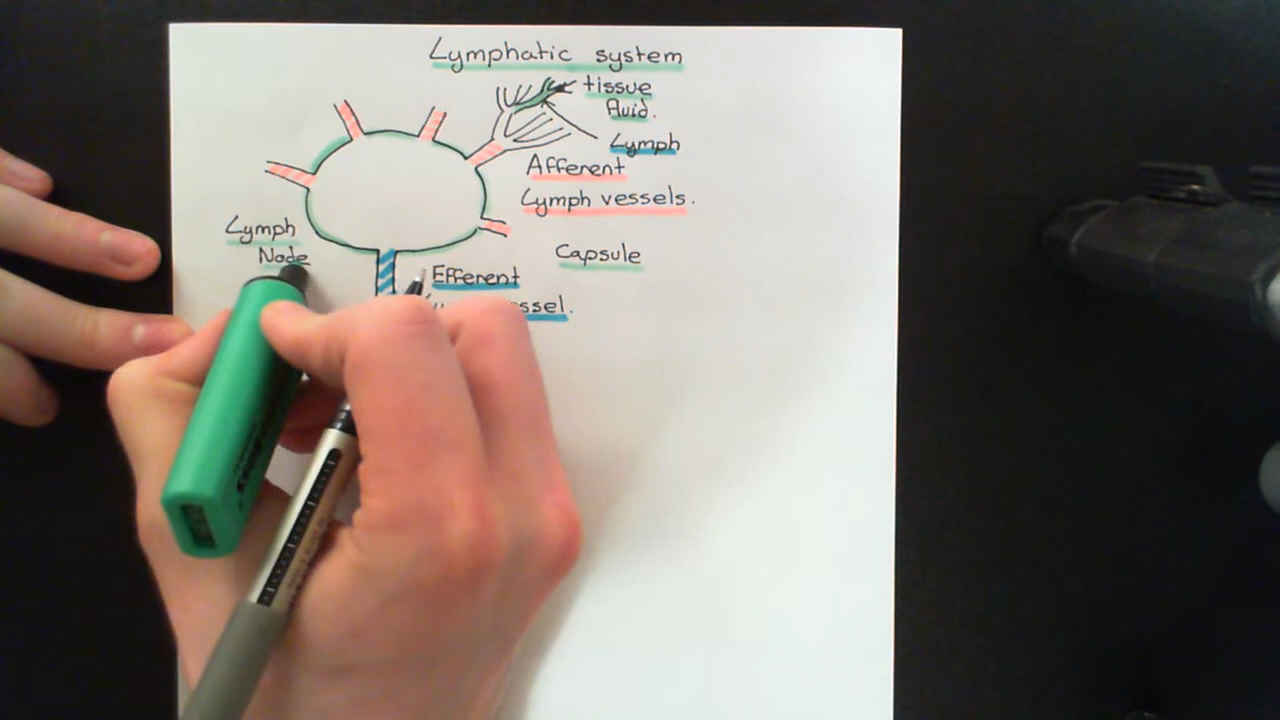 Lymphatic system
tissue
fluid.
Lymph
Afferent
Lymph vessels.
Lymph
Node
Capsule
Efferent